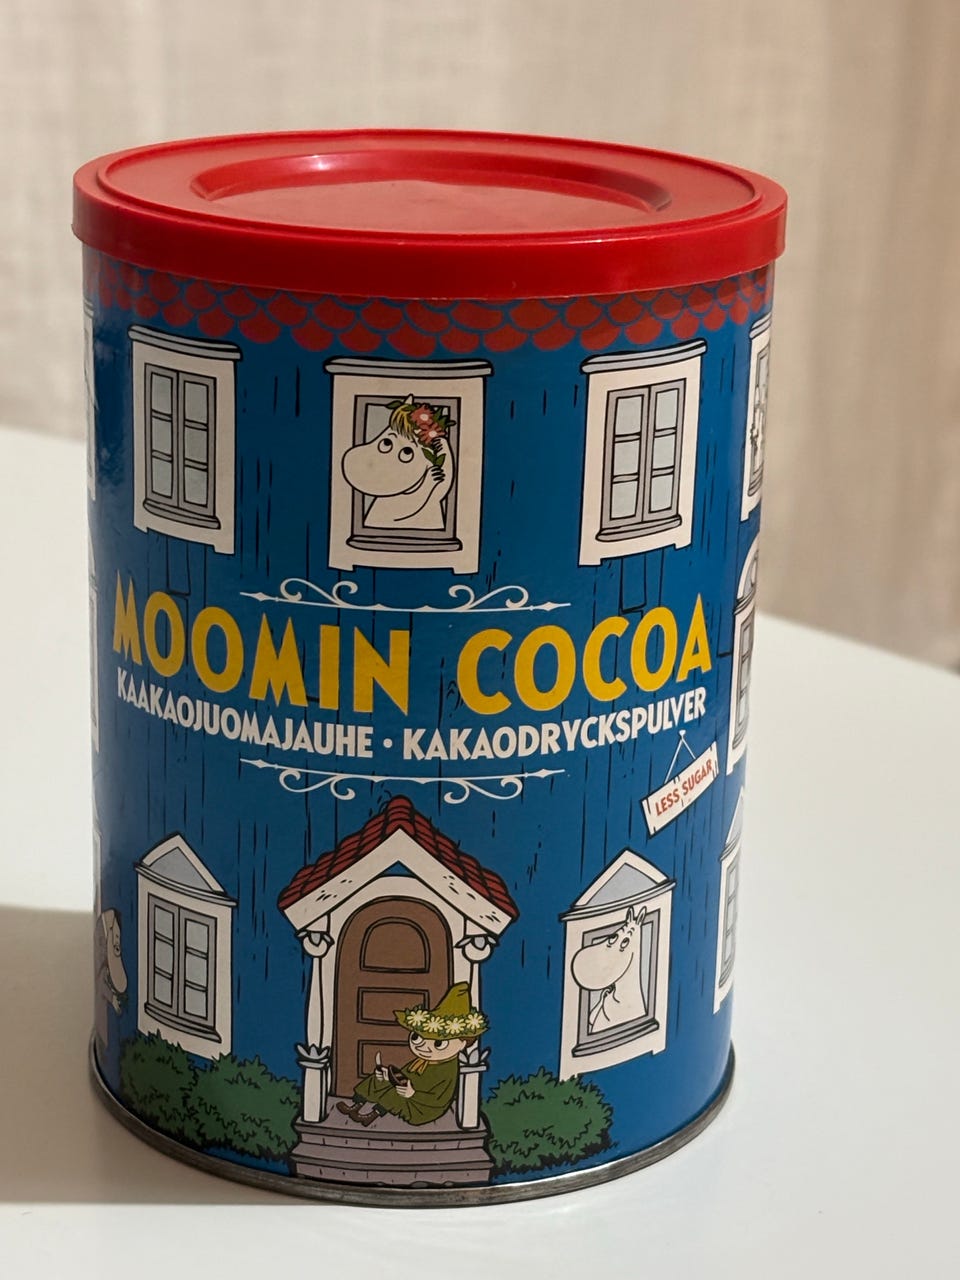 MOOMIN COCOA
KAAKAOJUOMAJAUHE • KAKAODRYCKSPULVER
LESS SUGAR